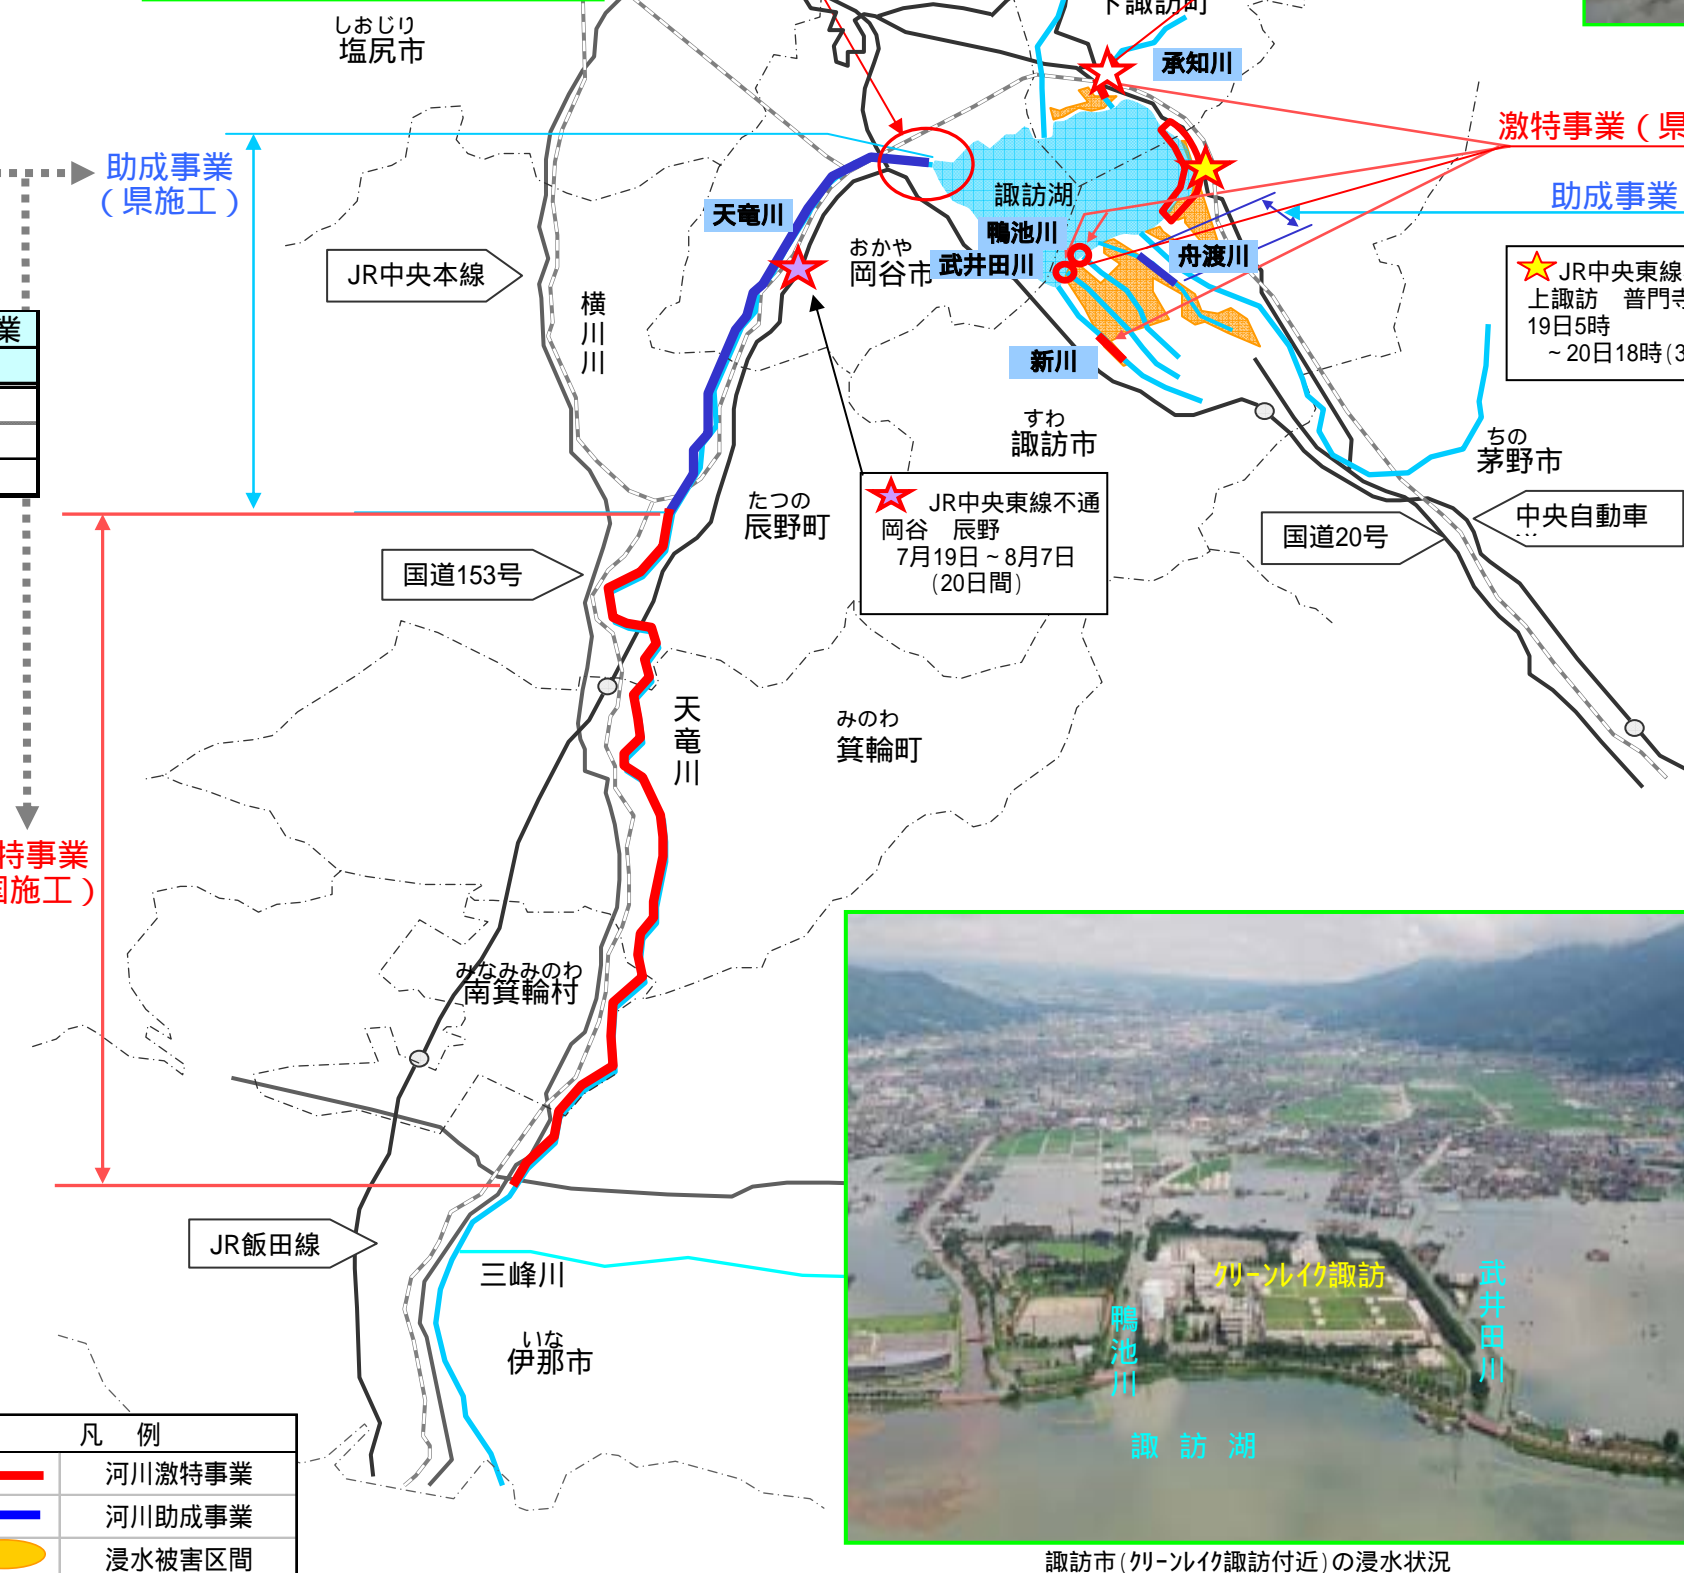 下諏訪町
しおじり
塩尻市
承知川
激特事業（県
助成事業
（県施工）
助成事業
諏訪湖
天竜川
鴨池川
武井田川
舟渡川
おかや
岡谷市
JR中央本線
横川川
JR中央東線
上諏訪　普門寺
19日5時
～20日18時(3
業
新川
すわ
諏訪市
ちの
茅野市
たつの
辰野町
JR中央東線不通
岡谷　辰野
7月19日～8月7日
(20日間)
中央自動車
国道20号
国道153号
天竜川
みのわ
箕輪町
特事業
施工）
みなみみのわ
南箕輪村
JR飯田線
三峰川
いな
伊那市
クリーンレイク諏訪
鴨池川
武井田川
諏訪湖
凡　例
河川激特事業
河川助成事業
浸水被害区間
諏訪市(クリーンレイク諏訪付近)の浸水状況